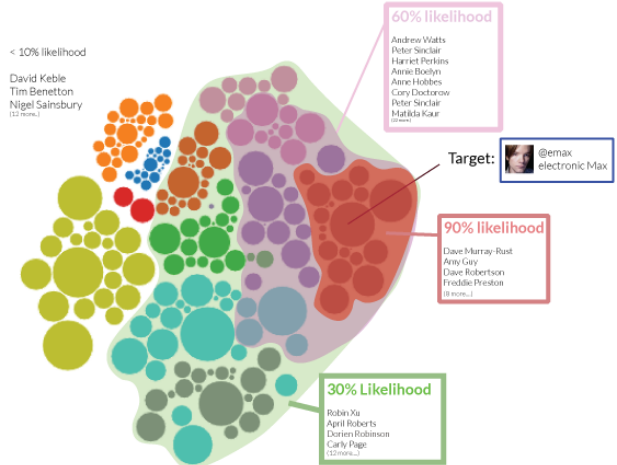 60% likelihood
Andrew Watts
Peter Sinclair
Harriet Perkins
Annie Boelyn
Anne Hobbes
Cory Doctorow
Peter Sinclair
Matilda Kaur
< 10% likelihood
David Keble
Tim Benetton
Nigel Sainsbury
(12 more..)
Target:
@emax
electronic Max
90% likelihood
Dave Murray-Rust
Amy Guy
Dave Robertson
Freddie Preston
(8 more...)
30% Likelihood
Robin Xu
April Roberts
Dorien Robinson
Carly Page
(12 more....)